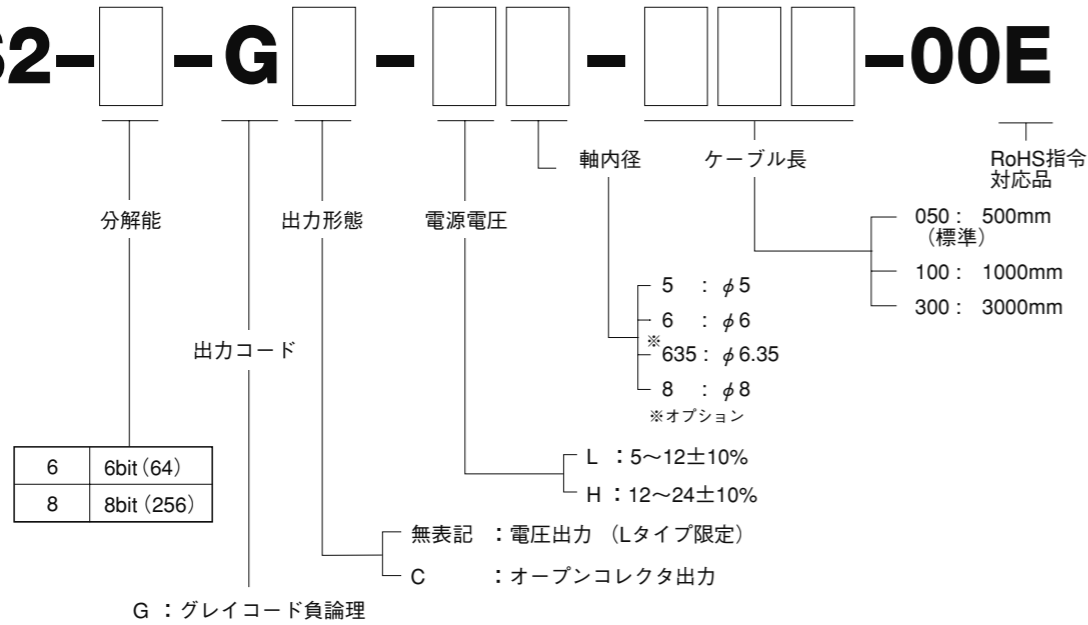 S2-□-G□-□□-□□□-00E
軸内径
ケーブル長
RoHS指令
対応品
分解能
出力形態
電源電圧
050 : 500mm
（標準）
100 : 1000mm
300 : 3000mm
5 : φ5
6 : φ6
※
635 : φ6.35
8 : φ8
※オプション
出力コード
6 6bit（64）
8 8bit（256）
L ：5〜12±10%
H ：12〜24±10%
無表記 ：電圧出力 （Lタイプ限定）
C ：オープンコレクタ出力
G ：グレイコード負論理